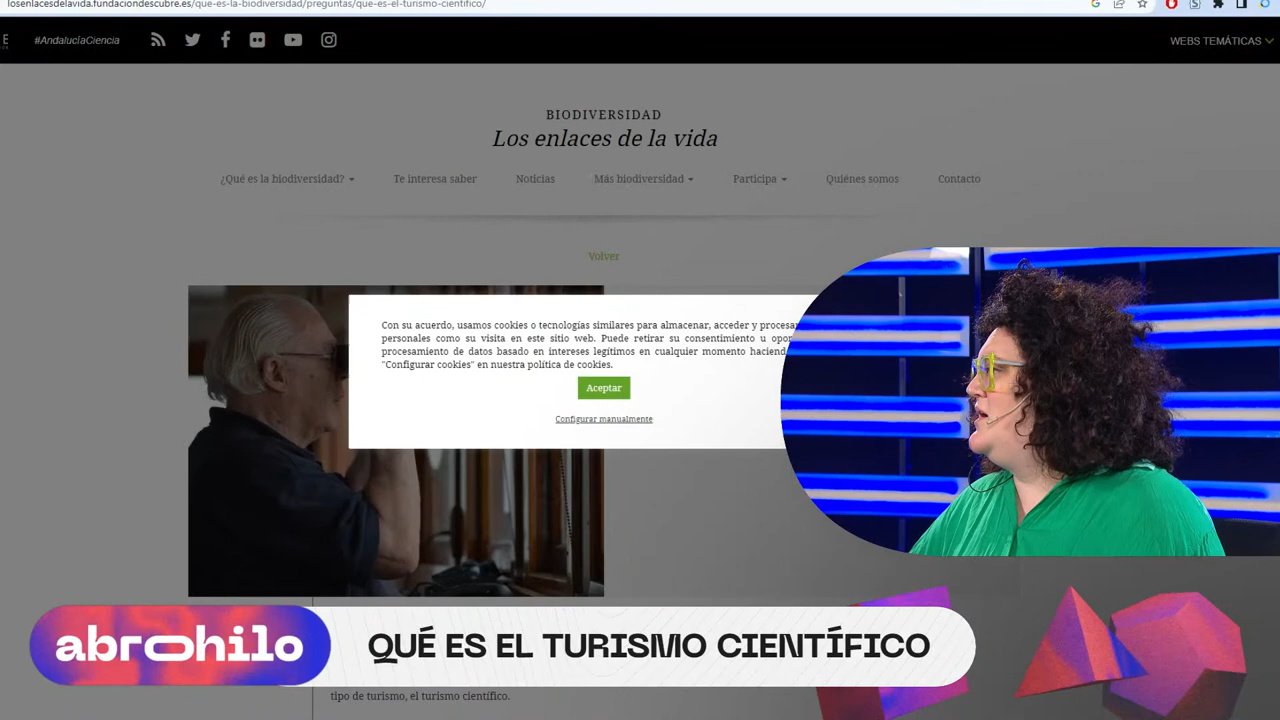 losenlacesdelavida.fundaciondescubre.es/que-es-la-biodiversidad/preguntas/que-es-el-turismo-cientifico/
#AndalucíaCiencia
WEBS TEMÁTICAS
BIODIVERSIDAD
Los enlaces de la vida
¿Qué es la biodiversidad? Te interesa saber Noticias Más biodiversidad Participa Quiénes somos Contacto
Volver
Con su acuerdo, usamos cookies o tecnologías similares para almacenar, acceder y procesar
personales como su visita en este sitio web. Puede retirar su consentimiento u
procesamiento de datos basado en intereses legítimos en cualquier momento
"Configurar cookies" en nuestra política de cookies.
Aceptar
Configurar manualmente
abrohilo
QUÉ ES EL TURISMO CIENTÍFICO
tipo de turismo, el turismo científico.